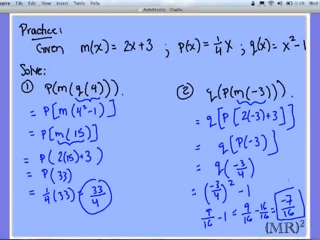 Practice:
Given m(x) = 2x+3 ; p(x) = 1/4 x ; q(x) = x²-1
Solve:
① p(m(q(4))).
= p[m(4²-1)]
= p[m(15)]
= p(2(15)+3)
= p(33)
= 1/4(33) = 33/4
② q(p(m(-3))).
= q[p[2(-3)+3]]
= q[p(-3)]
= q(-3/4)
= (-3/4)² - 1
9/16 - 1 = 9/16 - 16/16 = -7/16
(MR)²